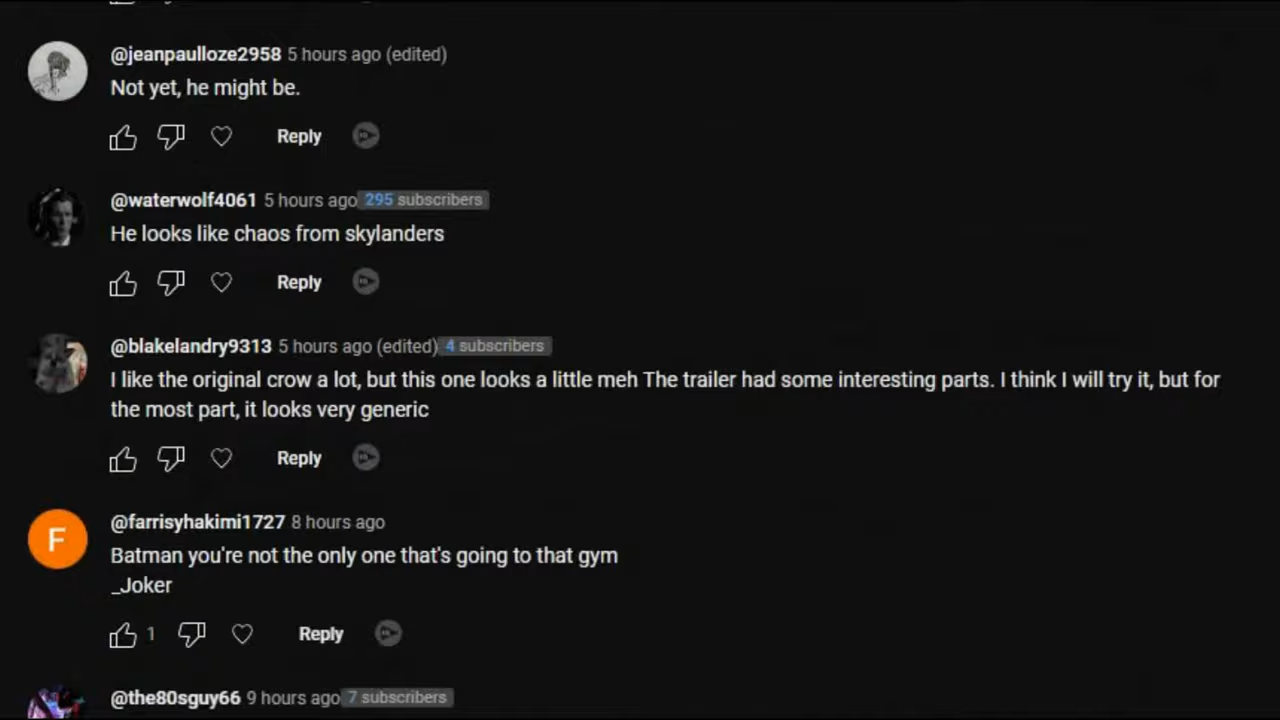 @jeanpaulloze2958 5 hours ago (edited)
Not yet, he might be.
Reply
@waterwolf4061 5 hours ago 295 subscribers
He looks like chaos from skylanders
Reply
@blakelandry9313 5 hours ago (edited) 4 subscribers
I like the original crow a lot, but this one looks a little meh The trailer had some interesting parts. I think I will try it, but for
the most part, it looks very generic
Reply
F
@farrisyhakimi1727 8 hours ago
Batman you're not the only one that's going to that gym
_Joker
1 Reply
@the80sguy66 9 hours ago 7 subscribers